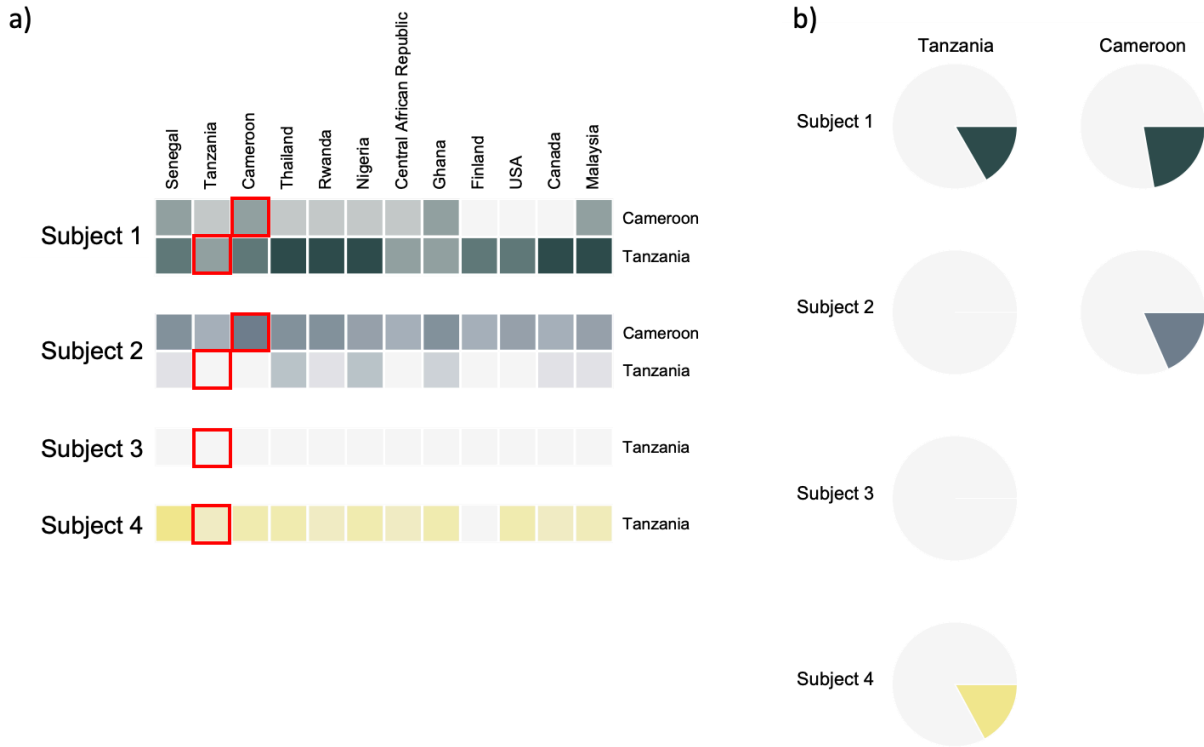 a)
Senegal
Tanzania
Cameroon
Thailand
Rwanda
Nigeria
Central African Republic
Ghana
Finland
USA
Canada
Malaysia
Subject 1
Cameroon
Tanzania
Subject 2
Cameroon
Tanzania
Subject 3
Tanzania
Subject 4
Tanzania
b)
Tanzania
Cameroon
Subject 1
Subject 2
Subject 3
Subject 4